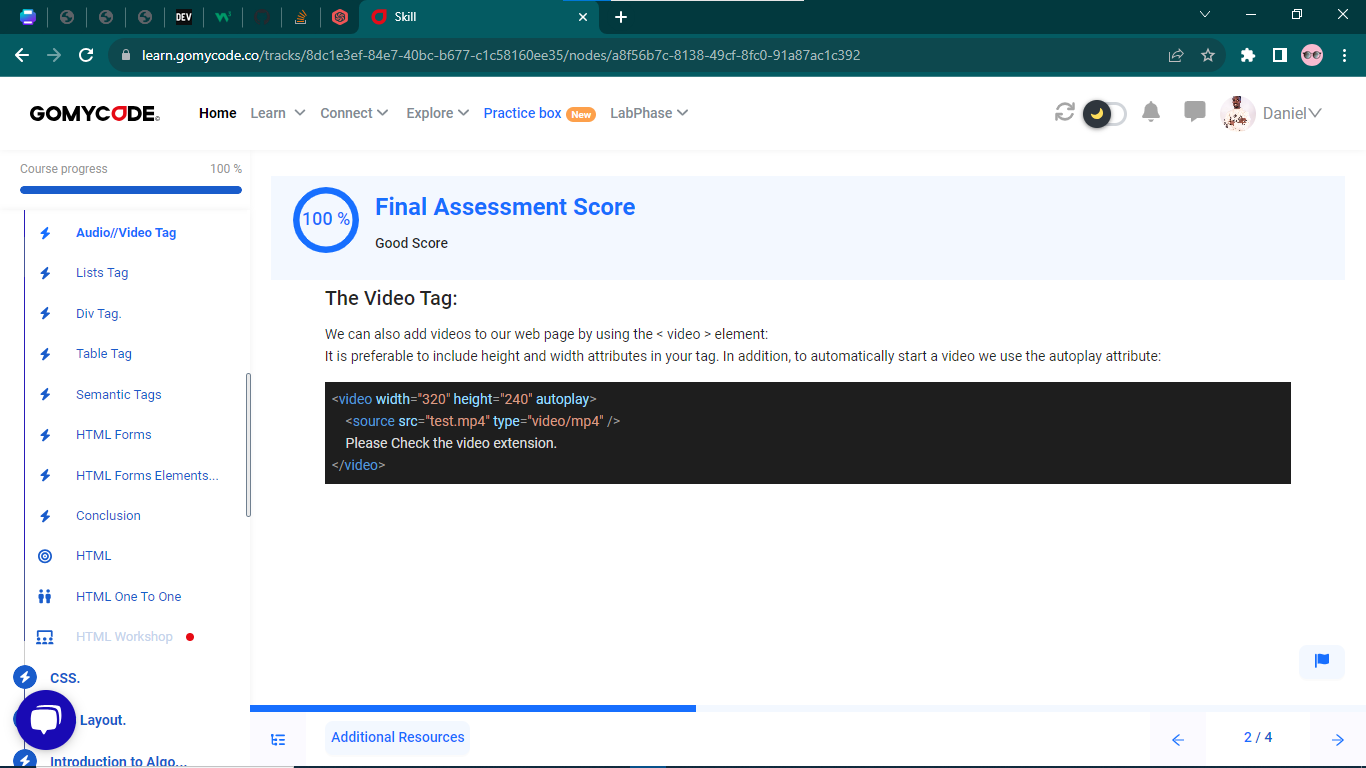 DEV
Skill
learn.gomycode.co/tracks/8dc1e3ef-84e7-40bc-b677-c1c58160ee35/nodes/a8f56b7c-8138-49cf-8fc0-91a87ac1c392
GOMYCODE
Home Learn Connect Explore Practice box New LabPhase Daniel
Course progress 100 %
Audio//Video Tag
Lists Tag
Div Tag.
Table Tag
Semantic Tags
HTML Forms
HTML Forms Elements...
Conclusion
HTML
HTML One To One
HTML Workshop
CSS.
Layout.
Introduction to Algo...
100 %
Final Assessment Score
Good Score
The Video Tag:
We can also add videos to our web page by using the < video > element:
It is preferable to include height and width attributes in your tag. In addition, to automatically start a video we use the autoplay attribute:
<video width="320" height="240" autoplay>
<source src="test.mp4" type="video/mp4" />
Please Check the video extension.
</video>
Additional Resources
2 / 4